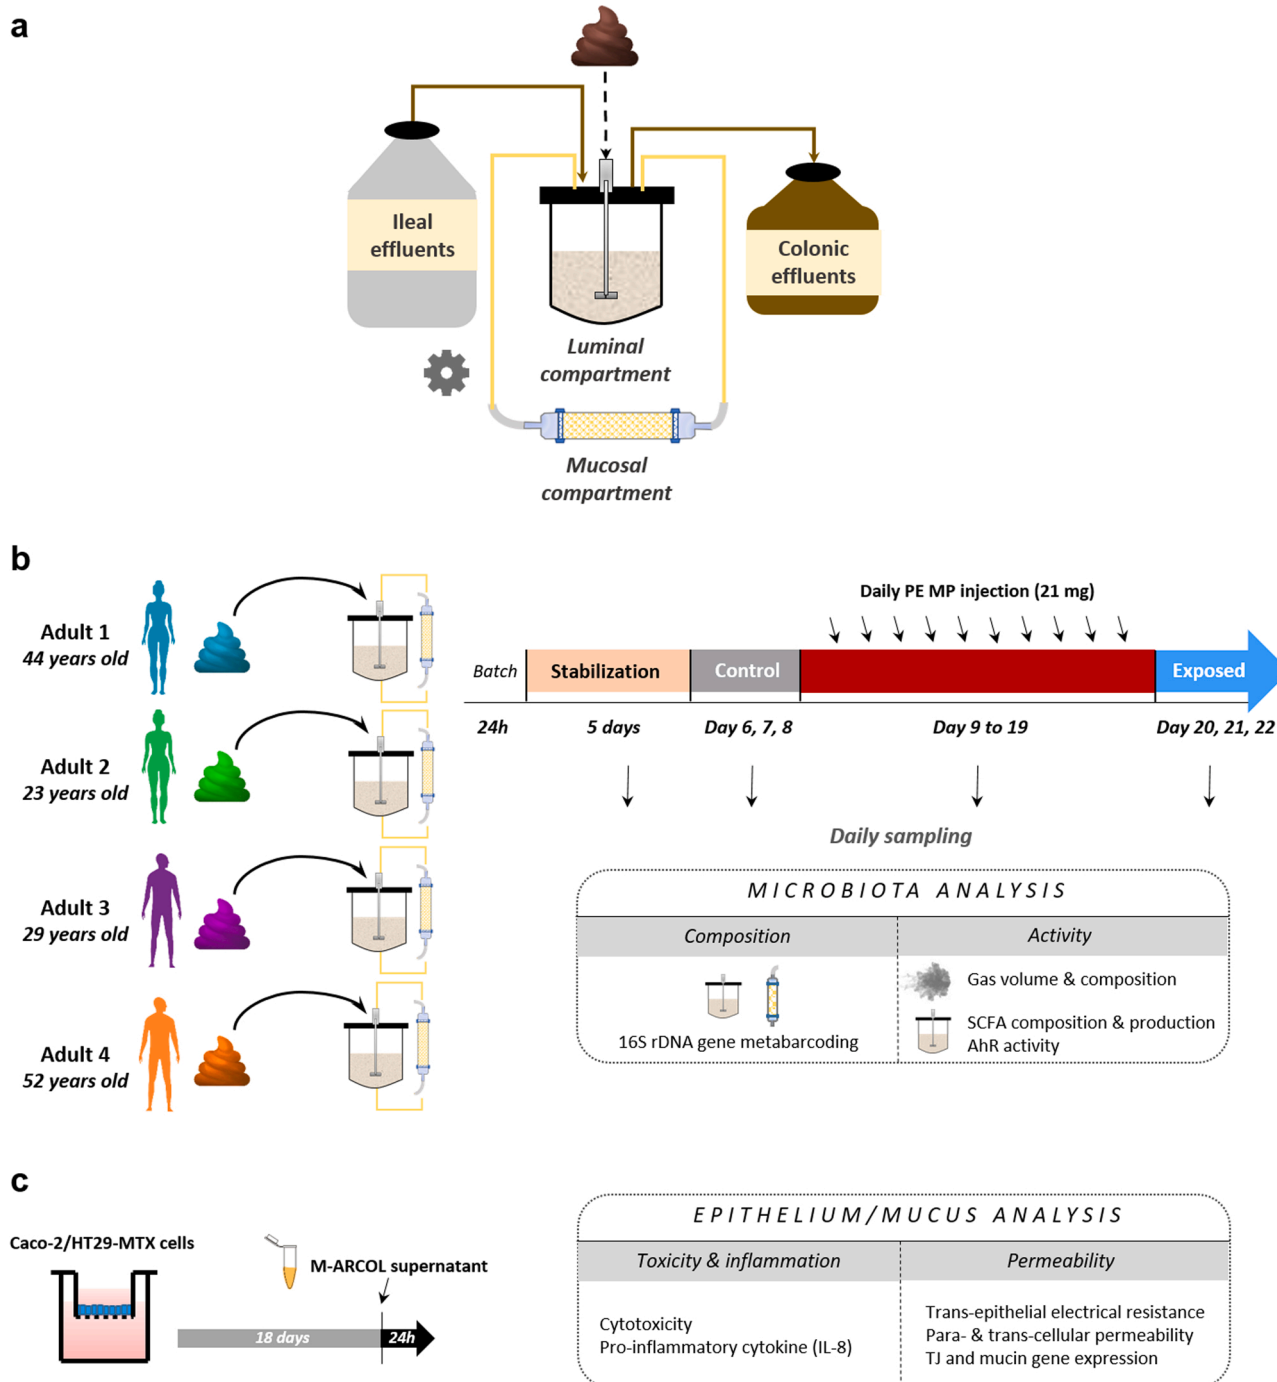 a
Ileal
effluents
Colonic
effluents
Luminal
compartment
Mucosal
compartment
b
Adult 1
44 years old
Adult 2
23 years old
Adult 3
29 years old
Adult 4
52 years old
Daily PE MP injection (21 mg)
Batch
Stabilization
Control
Exposed
24h
5 days
Day 6, 7, 8
Day 9 to 19
Day 20, 21, 22
Daily sampling
MICROBIOTA ANALYSIS
Composition
Activity
16S rDNA gene metabarcoding
Gas volume & composition
SCFA composition & production
AhR activity
c
Caco-2/HT29-MTX cells
M-ARCOL supernatant
18 days
24h
EPITHELIUM/MUCUS ANALYSIS
Toxicity & inflammation
Permeability
Cytotoxicity
Pro-inflammatory cytokine (IL-8)
Trans-epithelial electrical resistance
Para- & trans-cellular permeability
TJ and mucin gene expression